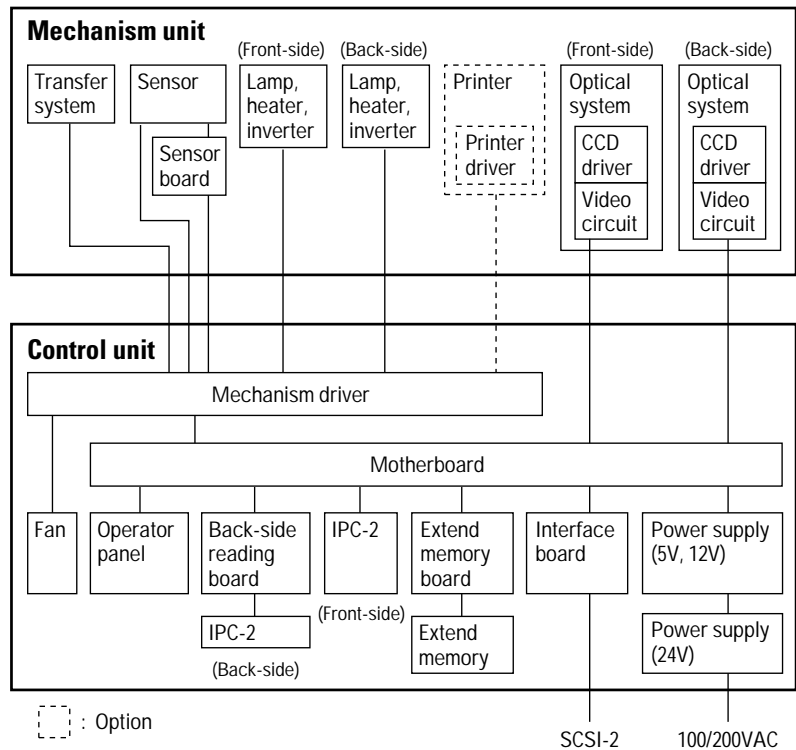 Mechanism unit
(Front-side)
(Back-side)
(Front-side)
(Back-side)
Transfer
system
Sensor
Sensor
board
Lamp,
heater,
inverter
Lamp,
heater,
inverter
Printer
Printer
driver
Optical
system
CCD
driver
Video
circuit
Optical
system
CCD
driver
Video
circuit
Control unit
Mechanism driver
Motherboard
Fan
Operator
panel
Back-side
reading
board
IPC-2
(Back-side)
IPC-2
(Front-side)
Extend
memory
board
Extend
memory
Interface
board
Power supply
(5V, 12V)
Power supply
(24V)
: Option
SCSI-2
100/200VAC